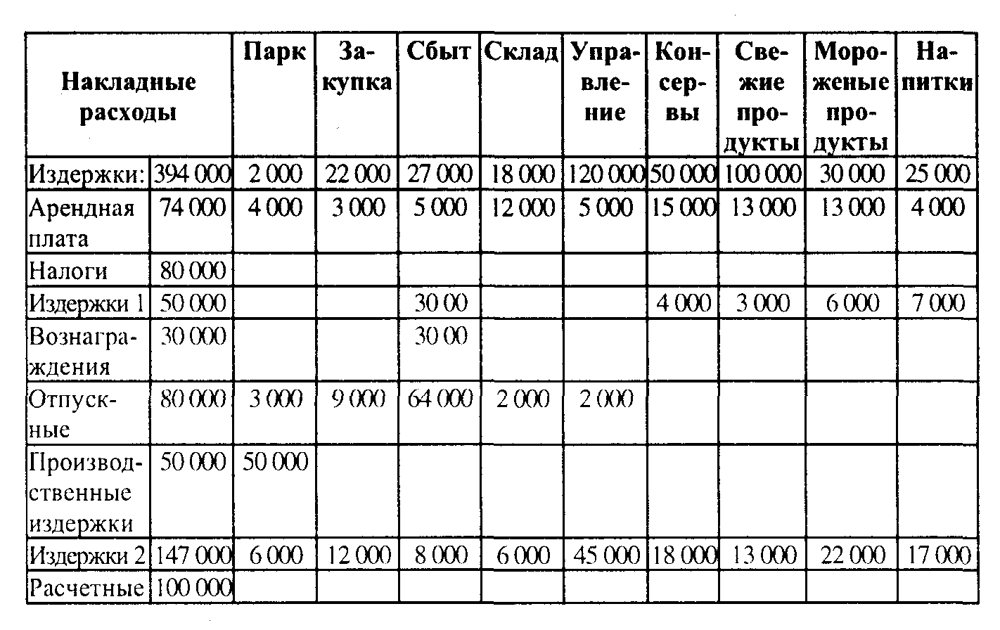 Накладные расходы | Парк | За- | Сбыт | Склад | Упра- | Кон- | Све- | Моро- | На-
купка | вле- | сер- | жие | женые | питки
ние | вы | про- | про-
дукты | дукты
Издержки: | 394 000 | 2 000 | 22 000 | 27 000 | 18 000 | 120 000 | 50 000 | 100 000 | 30 000 | 25 000
Арендная | 74 000 | 4 000 | 3 000 | 5 000 | 12 000 | 5 000 | 15 000 | 13 000 | 13 000 | 4 000
плата
Налоги | 80 000
Издержки 1 | 50 000 | 30 00 | 4 000 | 3 000 | 6 000 | 7 000
Вознагра- | 30 000 | 30 00
ждения
Отпуск- | 80 000 | 3 000 | 9 000 | 64 000 | 2 000 | 2 000
ные
Производ- | 50 000 | 50 000
ственные
издержки
Издержки 2 | 147 000 | 6 000 | 12 000 | 8 000 | 6 000 | 45 000 | 18 000 | 13 000 | 22 000 | 17 000
Расчетные | 100 000